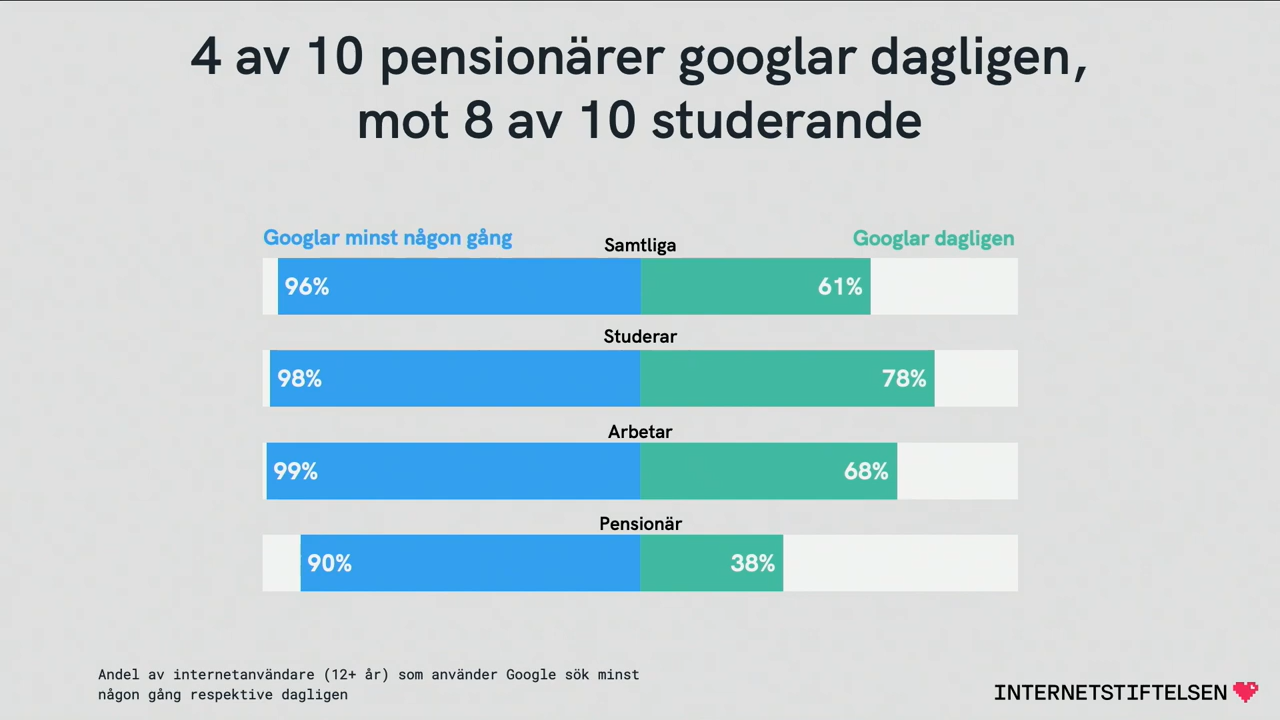 4 av 10 pensionärer googlar dagligen,
mot 8 av 10 studerande
Googlar minst någon gång
Samtliga
Googlar dagligen
96%
61%
Studerar
98%
78%
Arbetar
99%
68%
Pensionär
90%
38%
Andel av internetanvändare (12+ år) som använder Google sök minst
någon gång respektive dagligen
INTERNETSTIFTELSEN